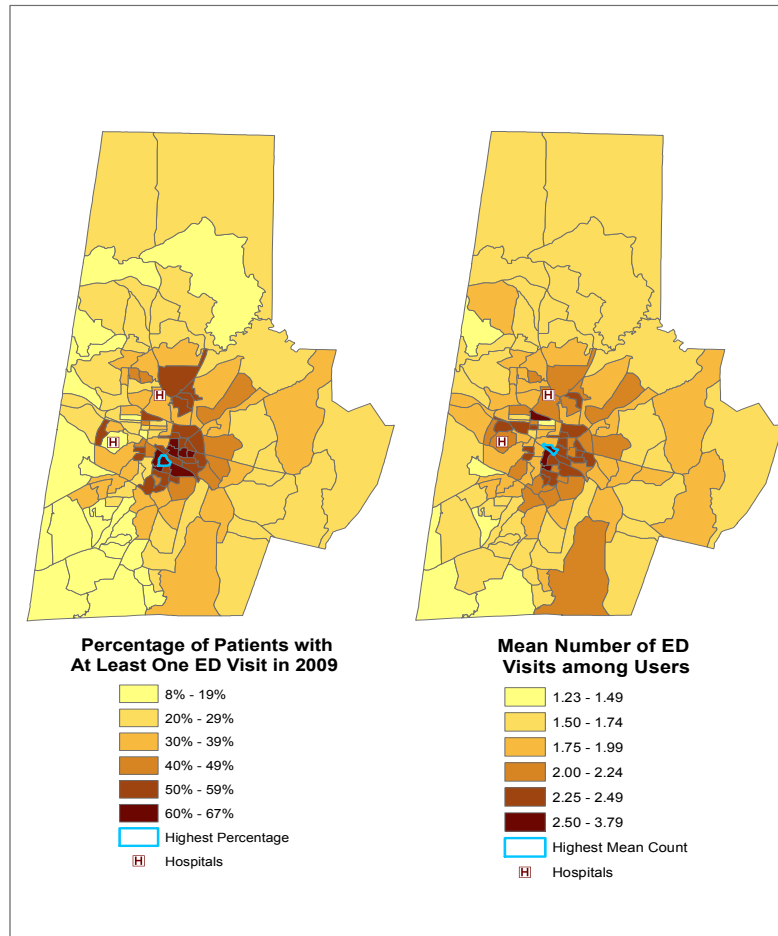 H
H
Percentage of Patients with
At Least One ED Visit in 2009
8% - 19%
20% - 29%
30% - 39%
40% - 49%
50% - 59%
60% - 67%
Highest Percentage
H Hospitals
H
H
Mean Number of ED
Visits among Users
1.23 - 1.49
1.50 - 1.74
1.75 - 1.99
2.00 - 2.24
2.25 - 2.49
2.50 - 3.79
Highest Mean Count
H Hospitals